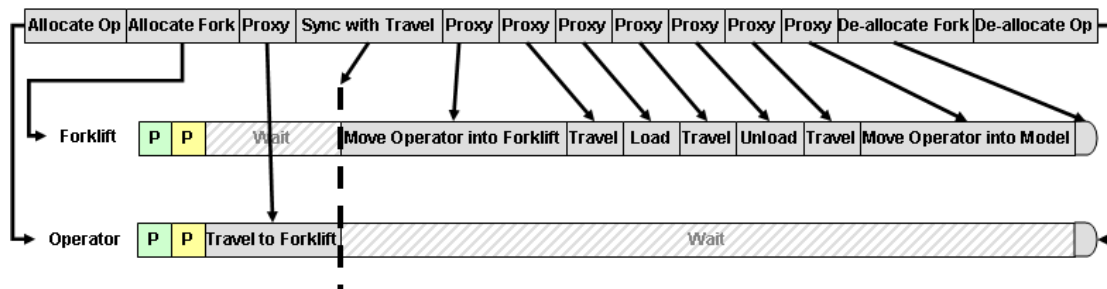 Allocate Op Allocate Fork Proxy Sync with Travel Proxy Proxy Proxy Proxy Proxy Proxy Proxy De-allocate Fork De-allocate Op
Forklift P P Wait Move Operator into Forklift Travel Load Travel Unload Travel Move Operator into Model
Operator P P Travel to Forklift Wait